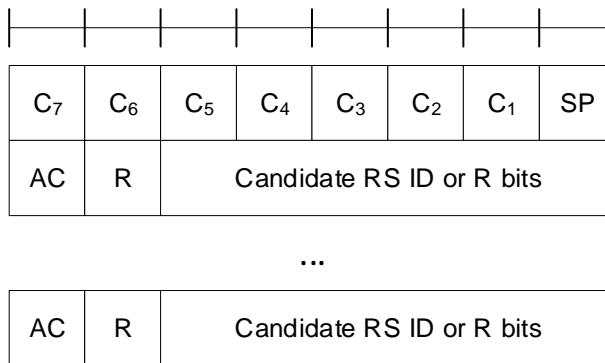 C₇ C₆ C₅ C₄ C₃ C₂ C₁ SP
AC R Candidate RS ID or R bits
...
AC R Candidate RS ID or R bits